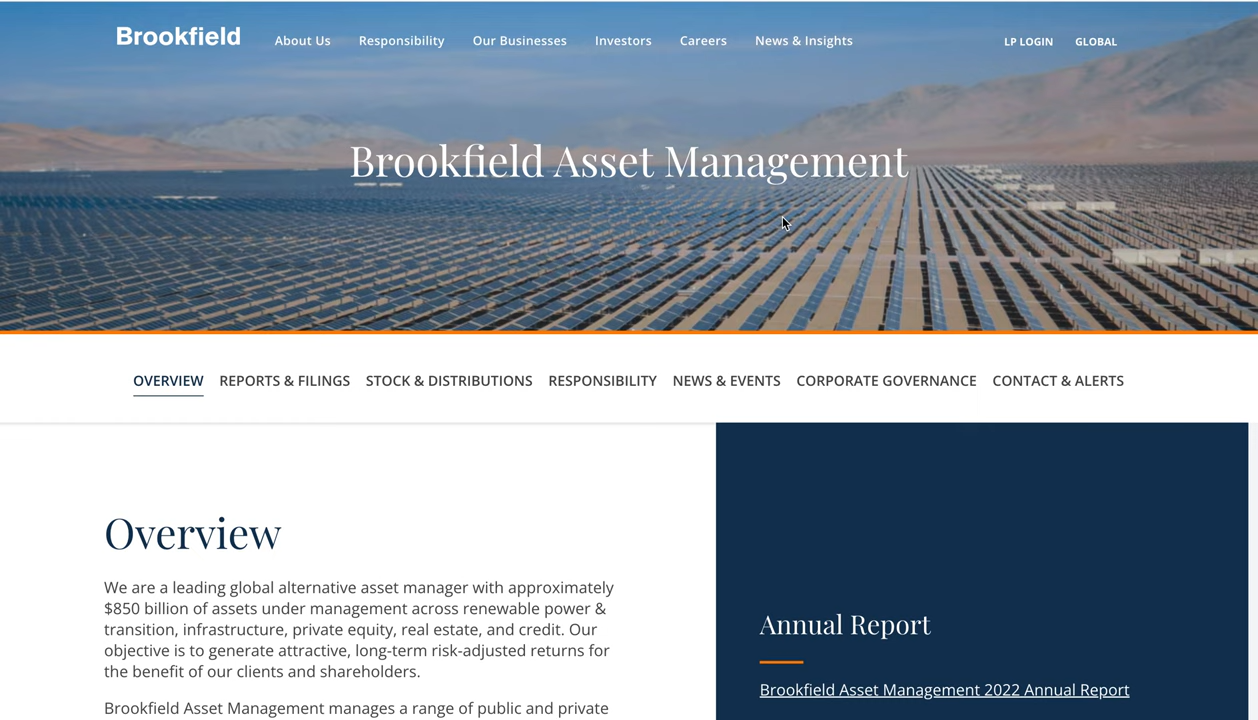 Brookfield
About Us Responsibility Our Businesses Investors Careers News & Insights
LP LOGIN GLOBAL
Brookfield Asset Management
OVERVIEW REPORTS & FILINGS STOCK & DISTRIBUTIONS RESPONSIBILITY NEWS & EVENTS CORPORATE GOVERNANCE CONTACT & ALERTS
Overview
We are a leading global alternative asset manager with approximately
$850 billion of assets under management across renewable power &
transition, infrastructure, private equity, real estate, and credit. Our
objective is to generate attractive, long-term risk-adjusted returns for
the benefit of our clients and shareholders.
Brookfield Asset Management manages a range of public and private
Annual Report
Brookfield Asset Management 2022 Annual Report